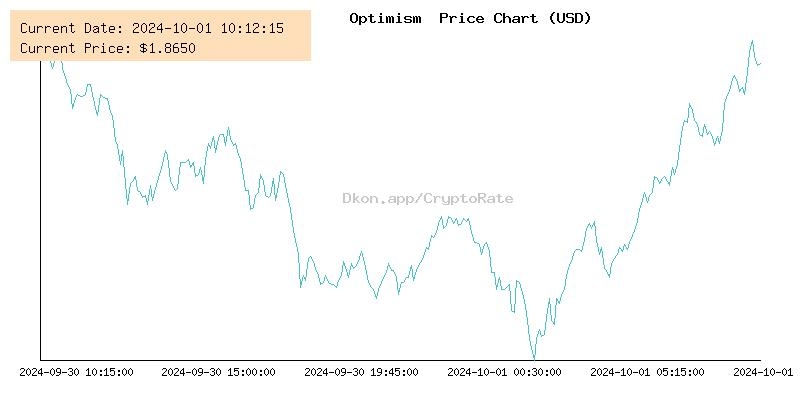 Optimism Price Chart (USD)
Current Date: 2024-10-01 10:12:15
Current Price: $1.8650
Dkon.app/CryptoRate
2024-09-30 10:15:00 2024-09-30 15:00:00 2024-09-30 19:45:00 2024-10-01 00:30:00 2024-10-01 05:15:00 2024-10-01